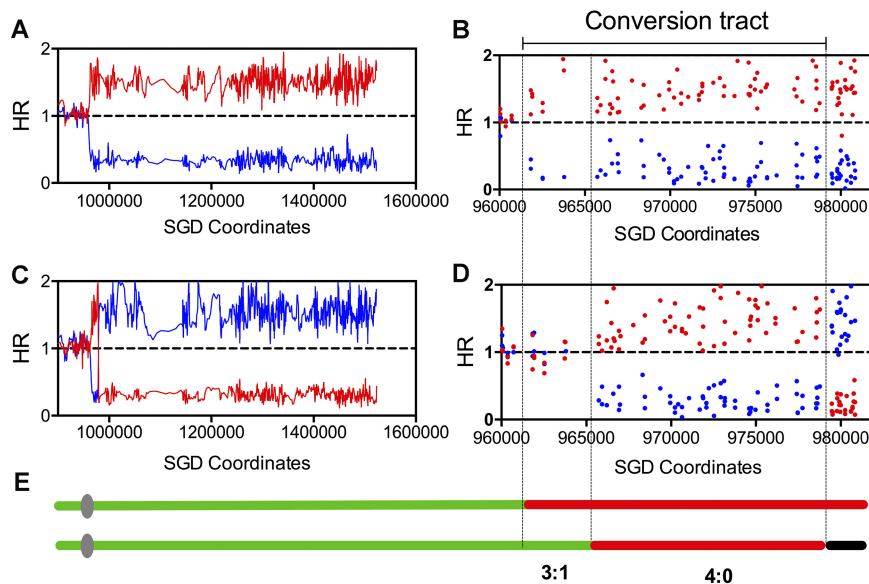 A
2
1
0
HR
1000000 1200000 1400000 1600000
SGD Coordinates
B
Conversion tract
2
1
0
HR
960000 965000 970000 975000 980000
SGD Coordinates
C
2
1
0
HR
1000000 1200000 1400000 1600000
SGD Coordinates
D
2
1
0
HR
960000 965000 970000 975000 980000
SGD Coordinates
E
3:1 4:0